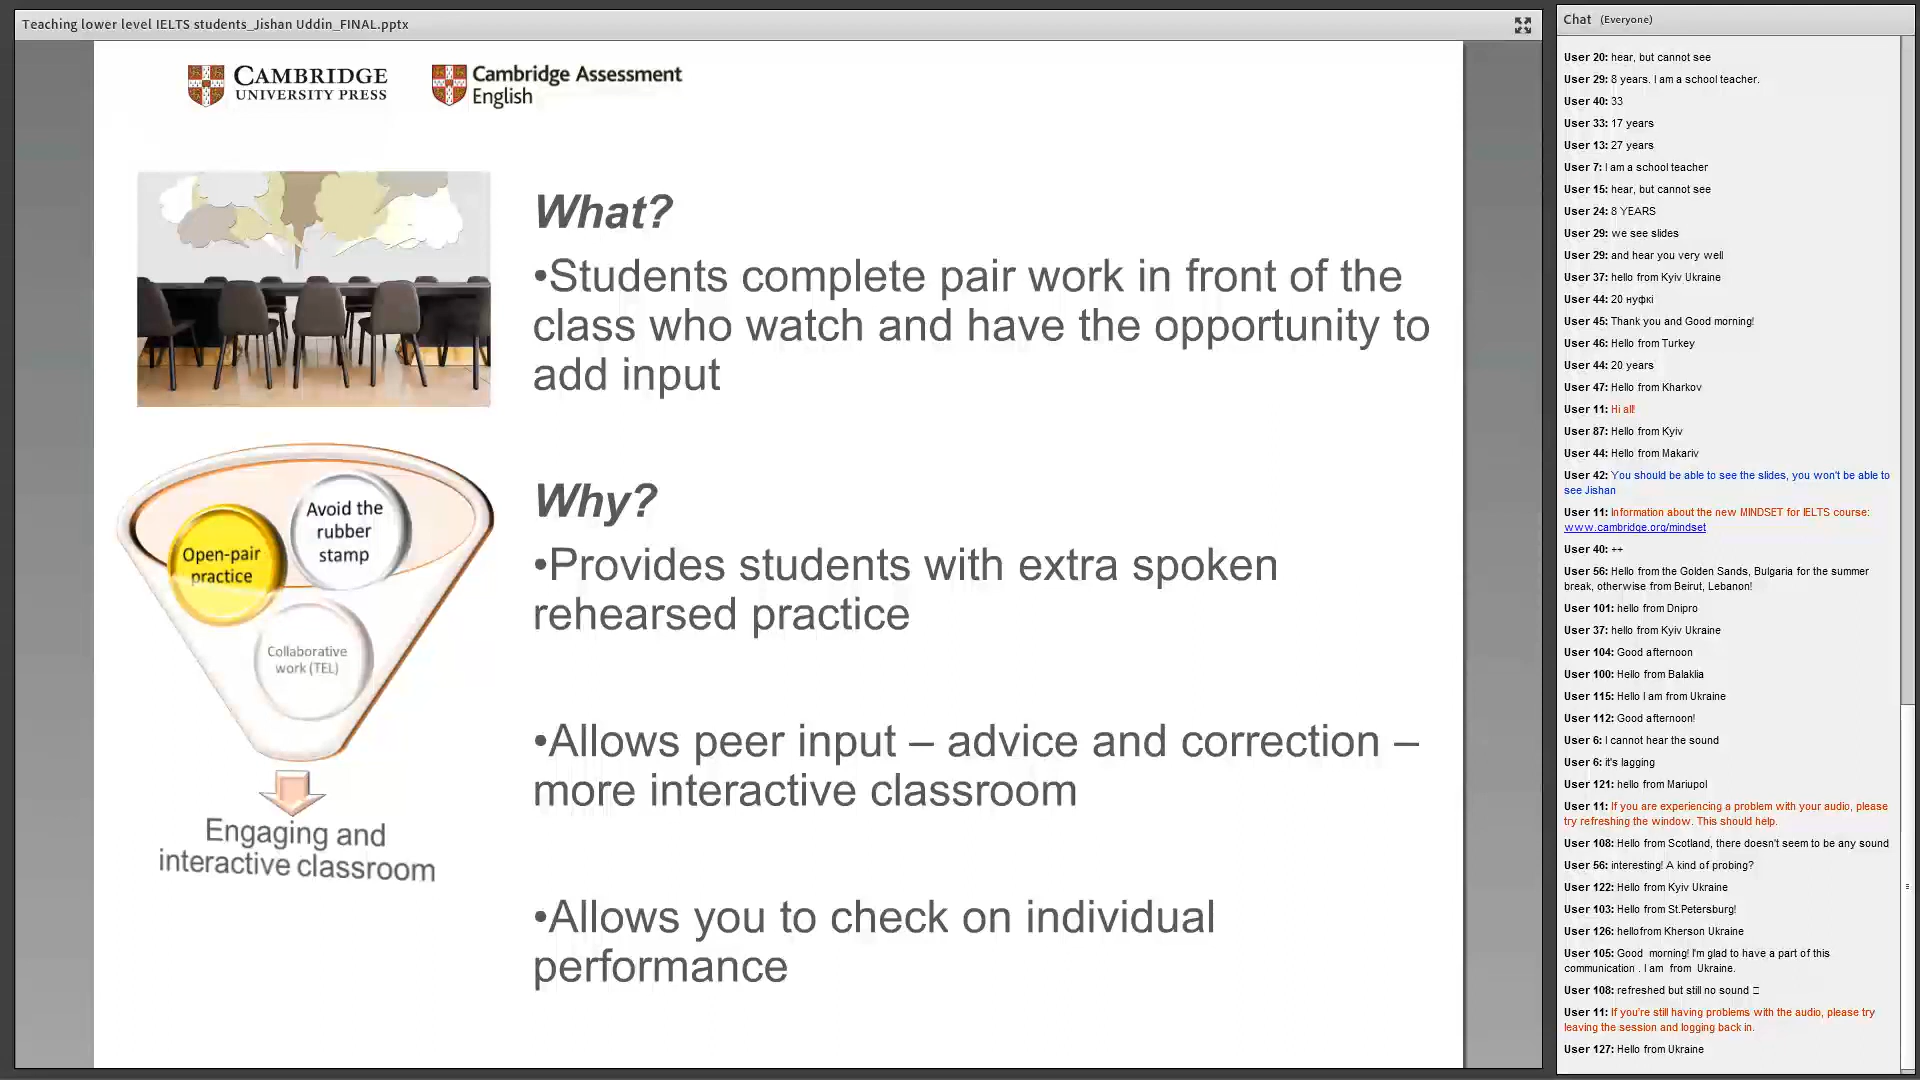 Teaching lower level IELTS students_Jishan Uddin_FINAL.pptx
CAMBRIDGE
UNIVERSITY PRESS
Cambridge Assessment
English
What?
•Students complete pair work in front of the
class who watch and have the opportunity to
add input
Avoid the
rubber
stamp
Open-pair
practice
Collaborative
work (TEL)
Engaging and
interactive classroom
Why?
•Provides students with extra spoken
rehearsed practice
•Allows peer input – advice and correction –
more interactive classroom
•Allows you to check on individual
performance
Chat (Everyone)
User 20: hear, but cannot see
User 29: 8 years. I am a school teacher.
User 40: 33
User 33: 17 years
User 13: 27 years
User 7: I am a school teacher
User 15: hear, but cannot see
User 24: 8 YEARS
User 29: we see slides
User 29: and hear you very well
User 37: hello from Kyiv Ukraine
User 44: 20 нуфкі
User 45: Thank you and Good morning!
User 46: Hello from Turkey
User 44: 20 years
User 47: Hello from Kharkov
User 11: Hi all!
User 87: Hello from Kyiv
User 44: Hello from Makariv
User 42: You should be able to see the slides, you won't be able to
see Jishan
User 11: Information about the new MINDSET for IELTS course:
www.cambridge.org/mindset
User 40: ++
User 56: Hello from the Golden Sands, Bulgaria for the summer
break, otherwise from Beirut, Lebanon!
User 101: hello from Dnipro
User 37: hello from Kyiv Ukraine
User 104: Good afternoon
User 100: Hello from Balaklia
User 115: Hello I am from Ukraine
User 112: Good afternoon!
User 6: I cannot hear the sound
User 6: it's lagging
User 121: hello from Mariupol
User 11: If you are experiencing a problem with your audio, please
try refreshing the window. This should help.
User 108: Hello from Scotland, there doesn't seem to be any sound
User 56: interesting! A kind of probing?
User 122: Hello from Kyiv Ukraine
User 103: Hello from St.Petersburg!
User 126: hellofrom Kherson Ukraine
User 105: Good morning! I'm glad to have a part of this
communication . I am from Ukraine.
User 108: refreshed but still no sound
User 11: If you're still having problems with the audio, please try
leaving the session and logging back in.
User 127: Hello from Ukraine